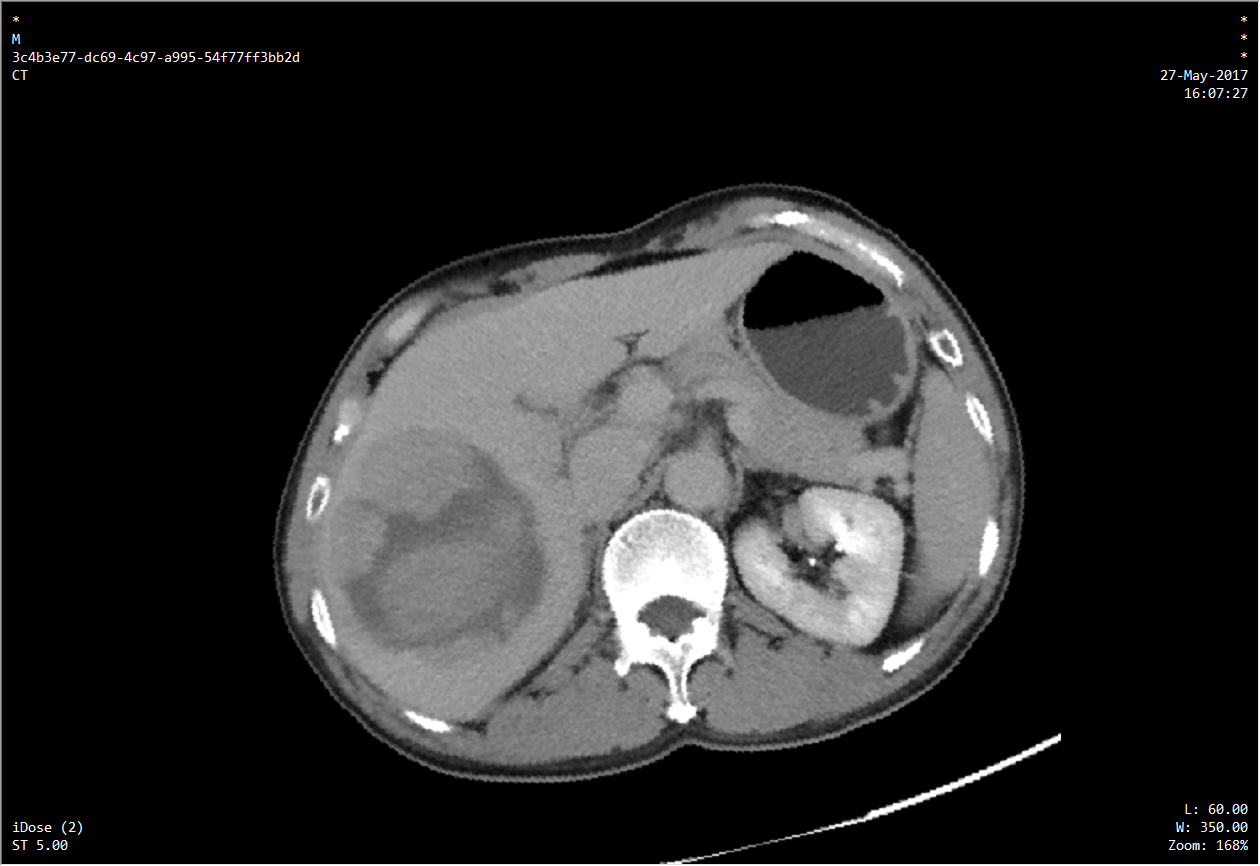 *
M
3c4b3e77-dc69-4c97-a995-54f77ff3bb2d
CT
*
*
*
27-May-2017
16:07:27
iDose (2)
ST 5.00
L: 60.00
W: 350.00
Zoom: 168%